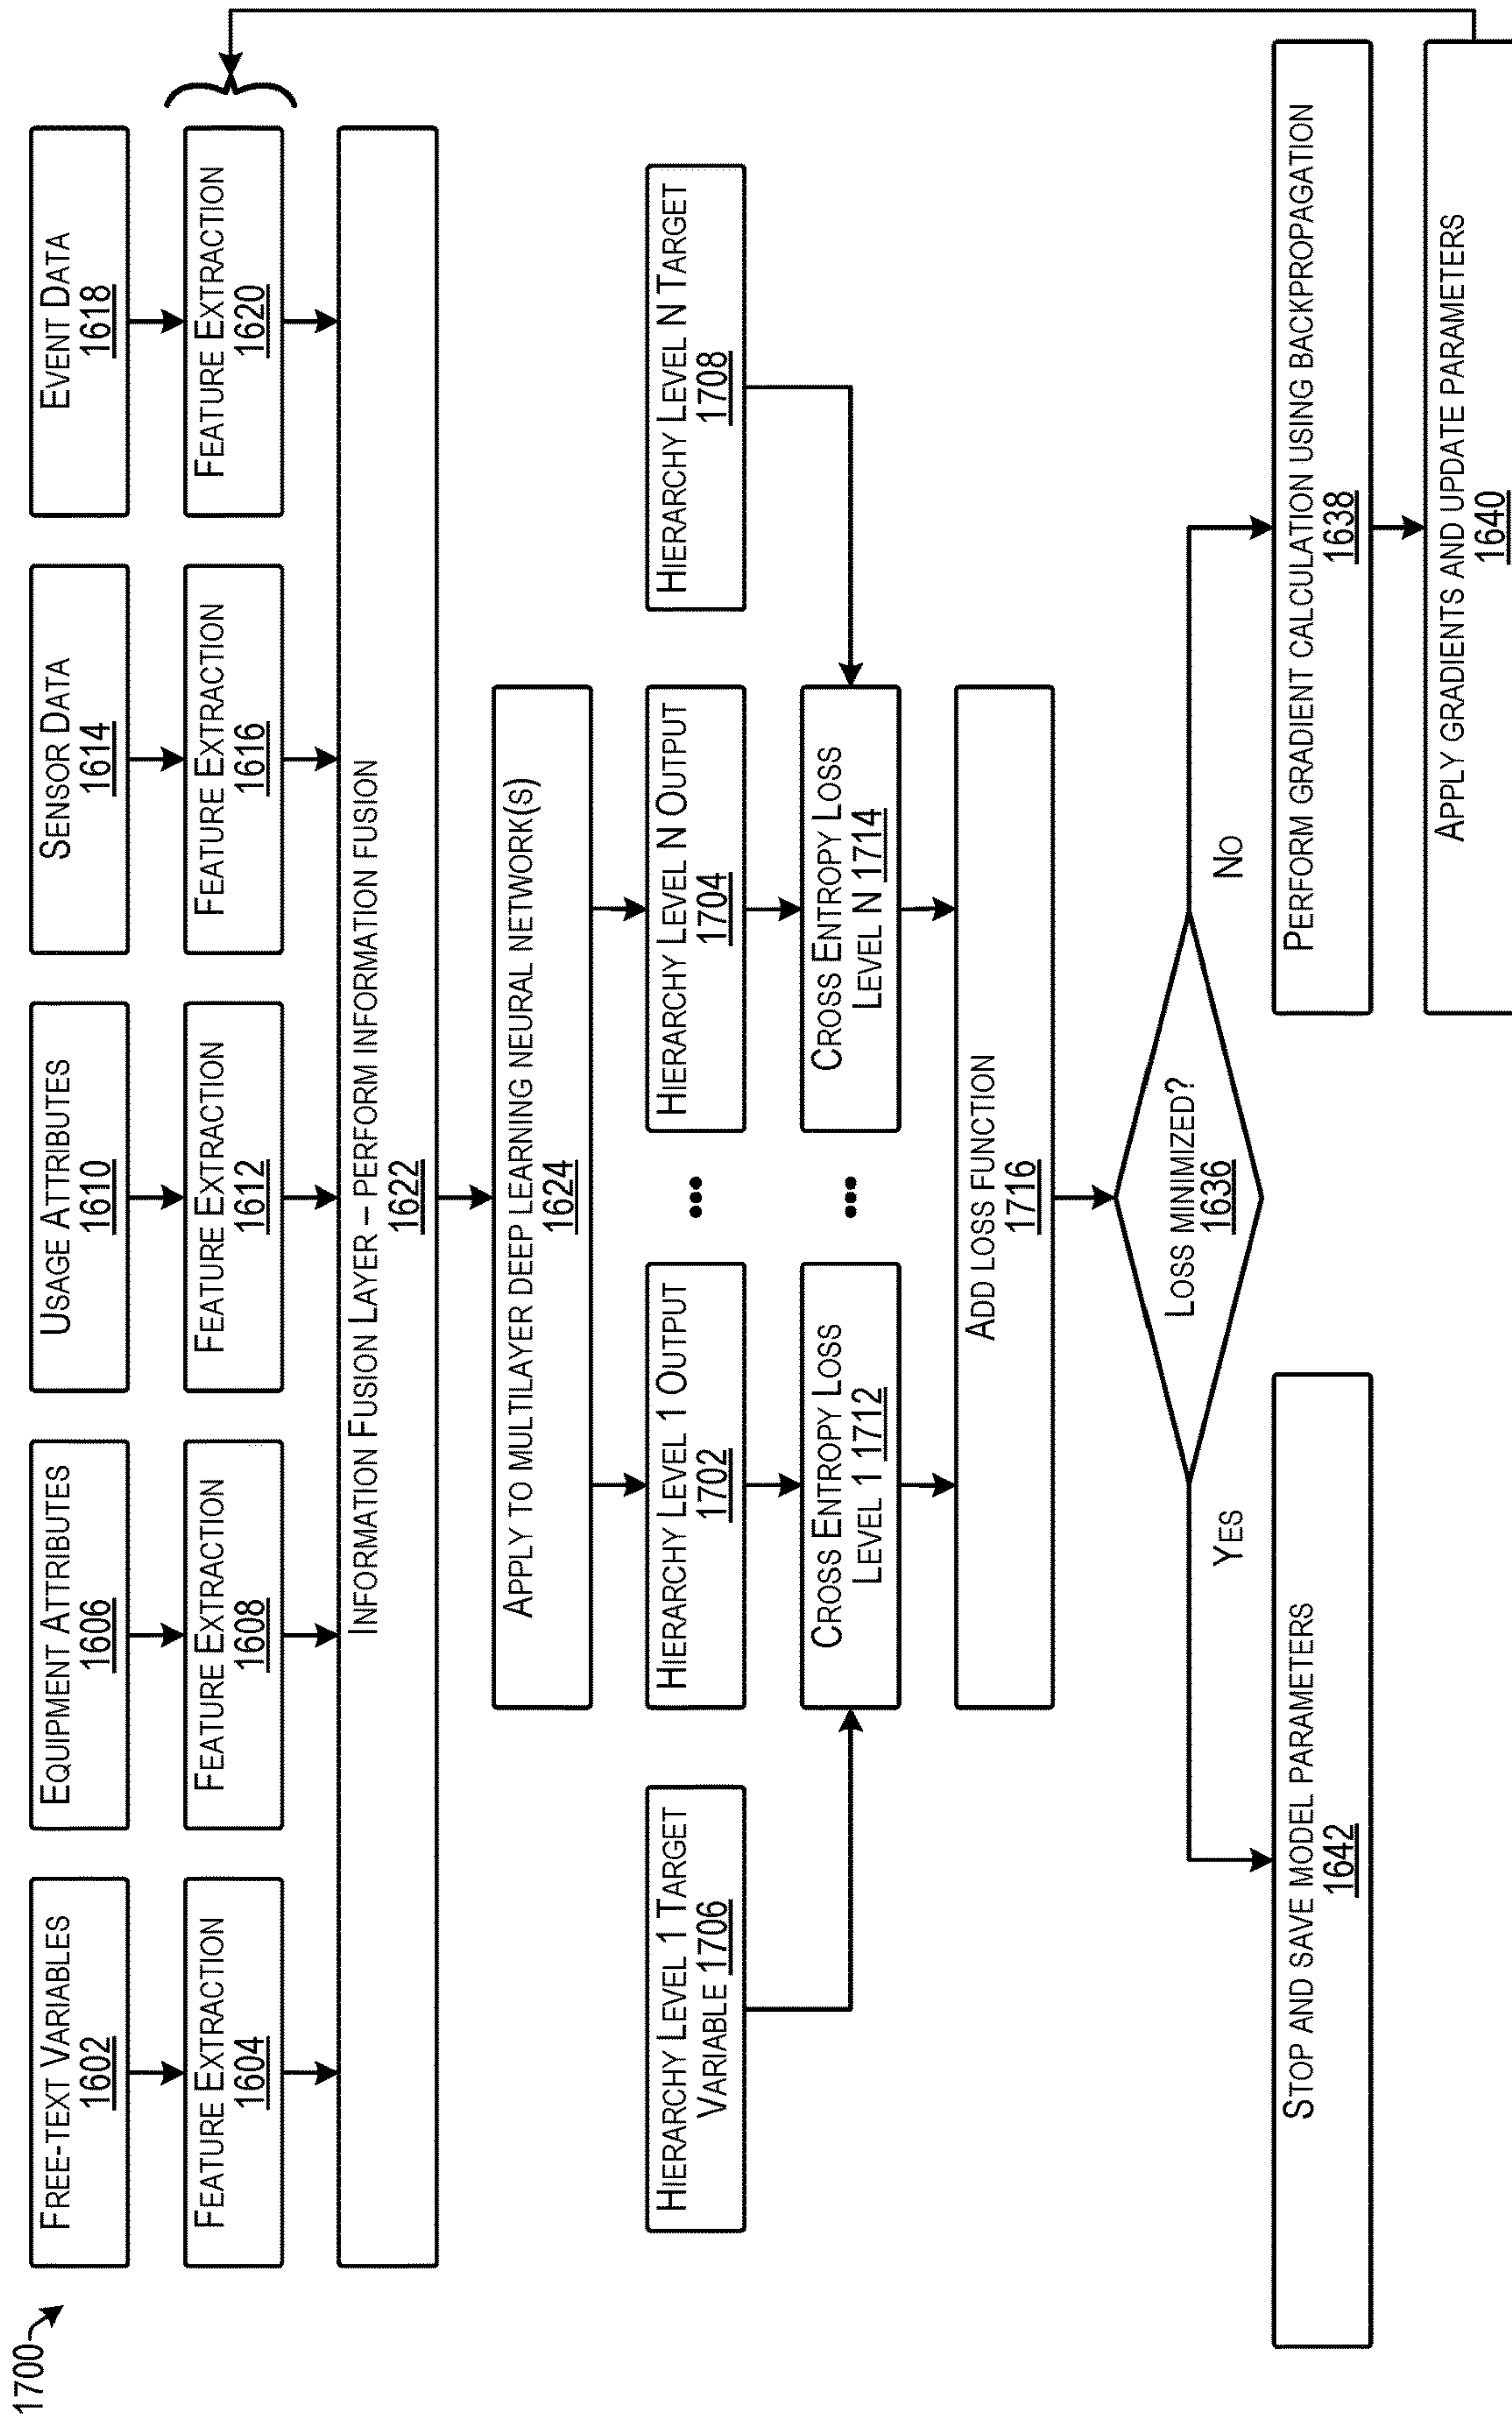 1700
FREE-TEXT VARIABLES
1602
EQUIPMENT ATTRIBUTES
1606
USAGE ATTRIBUTES
1610
SENSOR DATA
1614
EVENT DATA
1618
FEATURE EXTRACTION
1604
FEATURE EXTRACTION
1608
FEATURE EXTRACTION
1612
FEATURE EXTRACTION
1616
FEATURE EXTRACTION
1620
INFORMATION FUSION LAYER – PERFORM INFORMATION FUSION
1622
APPLY TO MULTILAYER DEEP LEARNING NEURAL NETWORK(S)
1624
HIERARCHY LEVEL 1 TARGET
VARIABLE 1706
HIERARCHY LEVEL 1 OUTPUT
1702
•••
HIERARCHY LEVEL N OUTPUT
1704
HIERARCHY LEVEL N TARGET
1708
CROSS ENTROPY LOSS
LEVEL 1 1712
•••
CROSS ENTROPY LOSS
LEVEL N 1714
ADD LOSS FUNCTION
1716
LOSS MINIMIZED?
1636
YES
NO
STOP AND SAVE MODEL PARAMETERS
1642
PERFORM GRADIENT CALCULATION USING BACKPROPAGATION
1638
APPLY GRADIENTS AND UPDATE PARAMETERS
1640